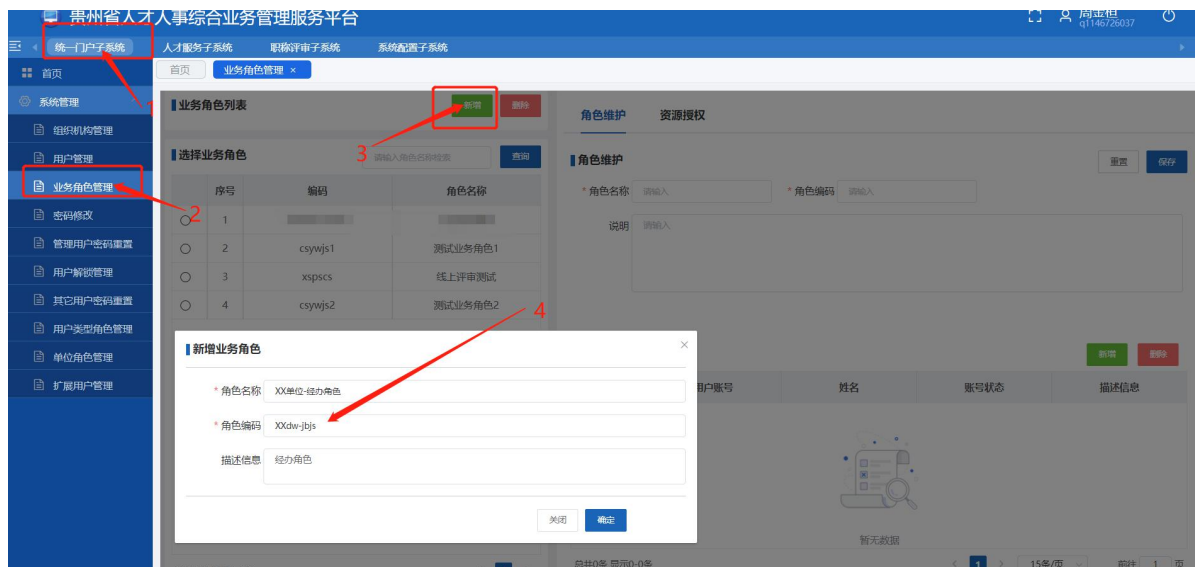 贵州省人才人事综合业务管理服务平台
周金恒
q1146726037
统一门户子系统 人才服务子系统 职称评审子系统 系统配置子系统
首页
系统管理
组织机构管理
用户管理
业务角色管理
密码修改
管理用户密码重置
用户解锁管理
其它用户密码重置
用户类型角色管理
单位角色管理
扩展用户管理
首页 业务角色管理 ×
业务角色列表 新增 删除
选择业务角色 请输入角色名称检索 查询
序号 编码 角色名称
1
2 csywjs1 测试业务角色1
3 xspscs 线上评审测试
4 csywjs2 测试业务角色2
角色维护 资源授权
角色维护 重置 保存
* 角色名称 请输入 * 角色编码 请输入
说明 请输入
新增 删除
用户账号 姓名 账号状态 描述信息
暂无数据
总共0条 显示0-0条 < 1 > 15条/页 前往 1 页
新增业务角色 ×
* 角色名称 XX单位-经办角色
* 角色编码 XXdw-jbjs
描述信息 经办角色
关闭 确定
1
2
3
4